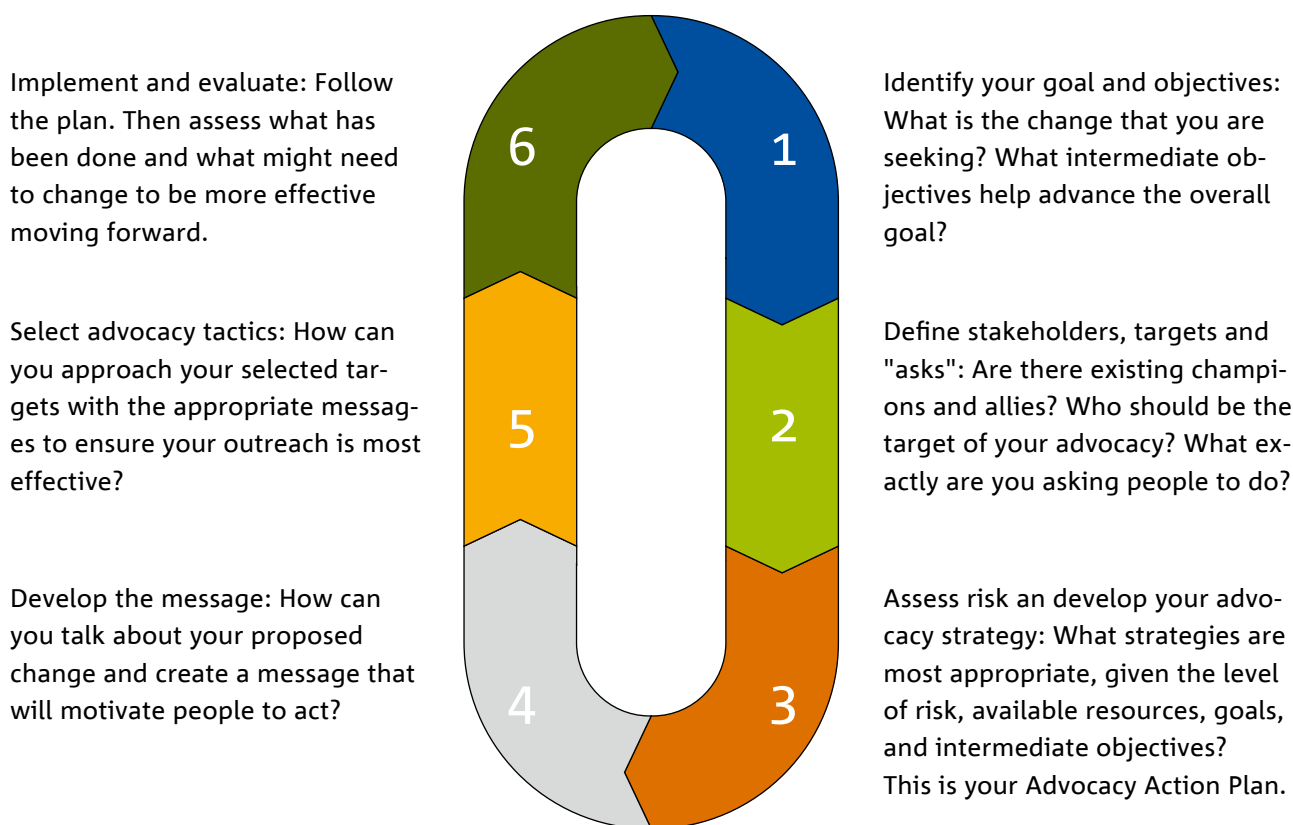 1
Identify your goal and objectives:
What is the change that you are
seeking? What intermediate ob-
jectives help advance the overall
goal?
2
Define stakeholders, targets and
"asks": Are there existing champi-
ons and allies? Who should be the
target of your advocacy? What ex-
actly are you asking people to do?
3
Assess risk an develop your advo-
cacy strategy: What strategies are
most appropriate, given the level
of risk, available resources, goals,
and intermediate objectives?
This is your Advocacy Action Plan.
4
Develop the message: How can
you talk about your proposed
change and create a message that
will motivate people to act?
5
Select advocacy tactics: How can
you approach your selected tar-
gets with the appropriate messag-
es to ensure your outreach is most
effective?
6
Implement and evaluate: Follow
the plan. Then assess what has
been done and what might need
to change to be more effective
moving forward.